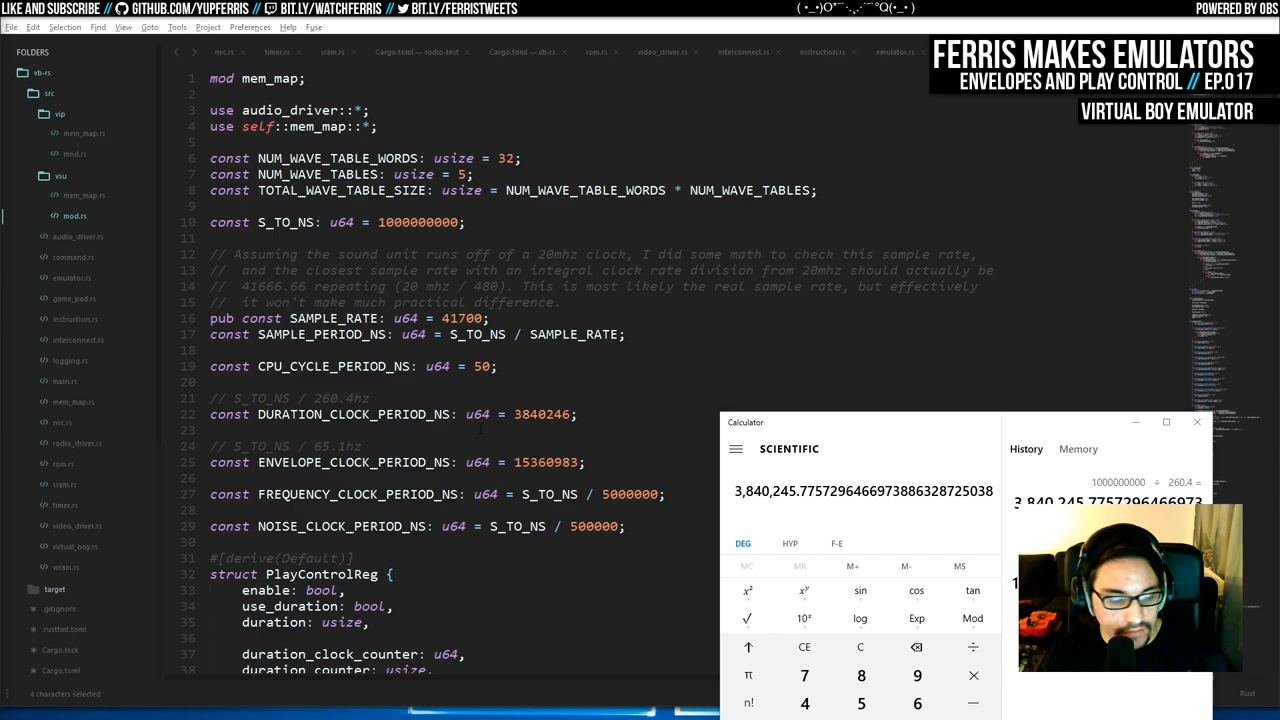 LIKE AND SUBSCRIBE // GITHUB.COM/YUPFERRIS // BIT.LY/WATCHFERRIS // BIT.LY/FERRISTWEETS
POWERED BY OBS
File Edit Selection Find View Goto Tools Project Preferences Help Fuse
FERRIS MAKES EMULATORS
ENVELOPES AND PLAY CONTROL // EP.017
VIRTUAL BOY EMULATOR
FOLDERS
vb-rs
src
vip
mem_map.rs
mod.rs
vsu
mem_map.rs
mod.rs
audio_driver.rs
command.rs
emulator.rs
game_pad.rs
instruction.rs
interconnect.rs
logging.rs
main.rs
mem_map.rs
nvc.rs
rodio_driver.rs
rom.rs
sram.rs
timer.rs
video_driver.rs
virtual_boy.rs
wram.rs
target
.gitignore
.rustfmt.toml
Cargo.lock
Cargo.toml
nvc.rs timer.rs sram.rs Cargo.toml — rodio-test Cargo.toml — vb-rs rom.rs video_driver.rs interconnect.rs instruction.rs emulator.rs
1 mod mem_map;
2
3 use audio_driver::*;
4 use self::mem_map::*;
5
6 const NUM_WAVE_TABLE_WORDS: usize = 32;
7 const NUM_WAVE_TABLES: usize = 5;
8 const TOTAL_WAVE_TABLE_SIZE: usize = NUM_WAVE_TABLE_WORDS * NUM_WAVE_TABLES;
9
10 const S_TO_NS: u64 = 1000000000;
11
12 // Assuming the sound unit runs off of a 20mhz clock, I did some math to check this sample rate,
13 //  and the closest sample rate with an integral clock rate division from 20mhz should actually be
14 //  41666.66 repeating (20 mhz / 480). This is most likely the real sample rate, but effectively
15 //  it won't make much practical difference.
16 pub const SAMPLE_RATE: u64 = 41700;
17 const SAMPLE_PERIOD_NS: u64 = S_TO_NS / SAMPLE_RATE;
18
19 const CPU_CYCLE_PERIOD_NS: u64 = 50;
20
21 // S_TO_NS / 260.4hz
22 const DURATION_CLOCK_PERIOD_NS: u64 = 3840246;
23
24 // S_TO_NS / 65.1hz
25 const ENVELOPE_CLOCK_PERIOD_NS: u64 = 15360983;
26
27 const FREQUENCY_CLOCK_PERIOD_NS: u64 = S_TO_NS / 5000000;
28
29 const NOISE_CLOCK_PERIOD_NS: u64 = S_TO_NS / 500000;
30
31 #[derive(Default)]
32 struct PlayControlReg {
33 enable: bool,
34 use_duration: bool,
35 duration: usize,
36
37 duration_clock_counter: u64,
38 duration_counter: usize,
Calculator
SCIENTIFIC
3,840,245.7757296466973886328725038
DEG HYP F-E
MC MR M+ M- MS
x² xʸ sin cos tan
√ 10ˣ log Exp Mod
↑ CE C ÷
π 7 8 9 ×
n! 4 5 6 −
History Memory
1000000000 ÷ 260.4 =
4 characters selected
Rust